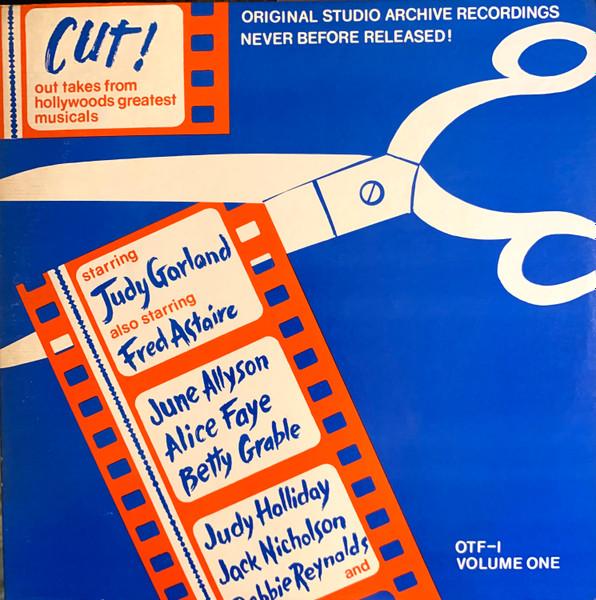 CUT!
out takes from
hollywoods greatest
musicals
ORIGINAL STUDIO ARCHIVE RECORDINGS
NEVER BEFORE RELEASED!
starring
Judy Garland
also starring
Fred Astaire
June Allyson
Alice Faye
Betty Grable
Judy Holliday
Jack Nicholson
Debbie Reynolds
and
OTF-1
VOLUME ONE